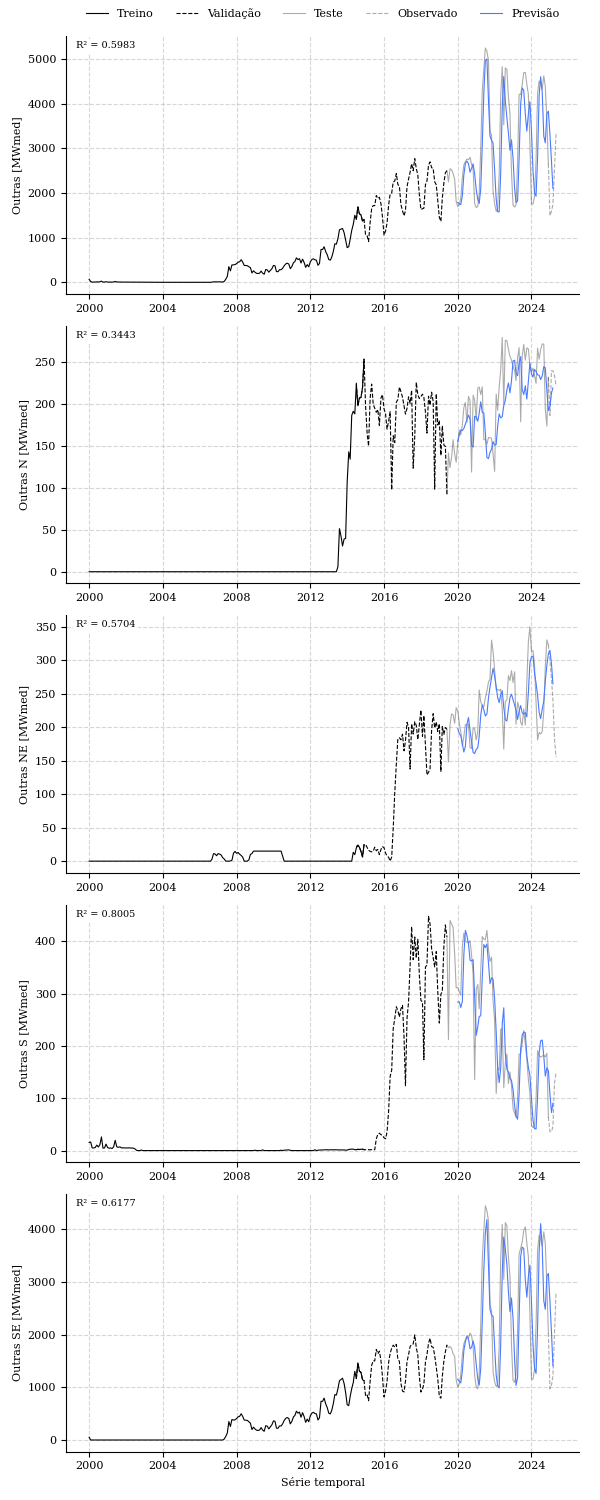 Treino Validação Teste Observado Previsão
R² = 0.5983
Outras [MWmed]
5000
4000
3000
2000
1000
0
2000 2004 2008 2012 2016 2020 2024
R² = 0.3443
Outras N [MWmed]
250
200
150
100
50
0
2000 2004 2008 2012 2016 2020 2024
R² = 0.5704
Outras NE [MWmed]
350
300
250
200
150
100
50
0
2000 2004 2008 2012 2016 2020 2024
R² = 0.8005
Outras S [MWmed]
400
300
200
100
0
2000 2004 2008 2012 2016 2020 2024
R² = 0.6177
Outras SE [MWmed]
4000
3000
2000
1000
0
2000 2004 2008 2012 2016 2020 2024
Série temporal